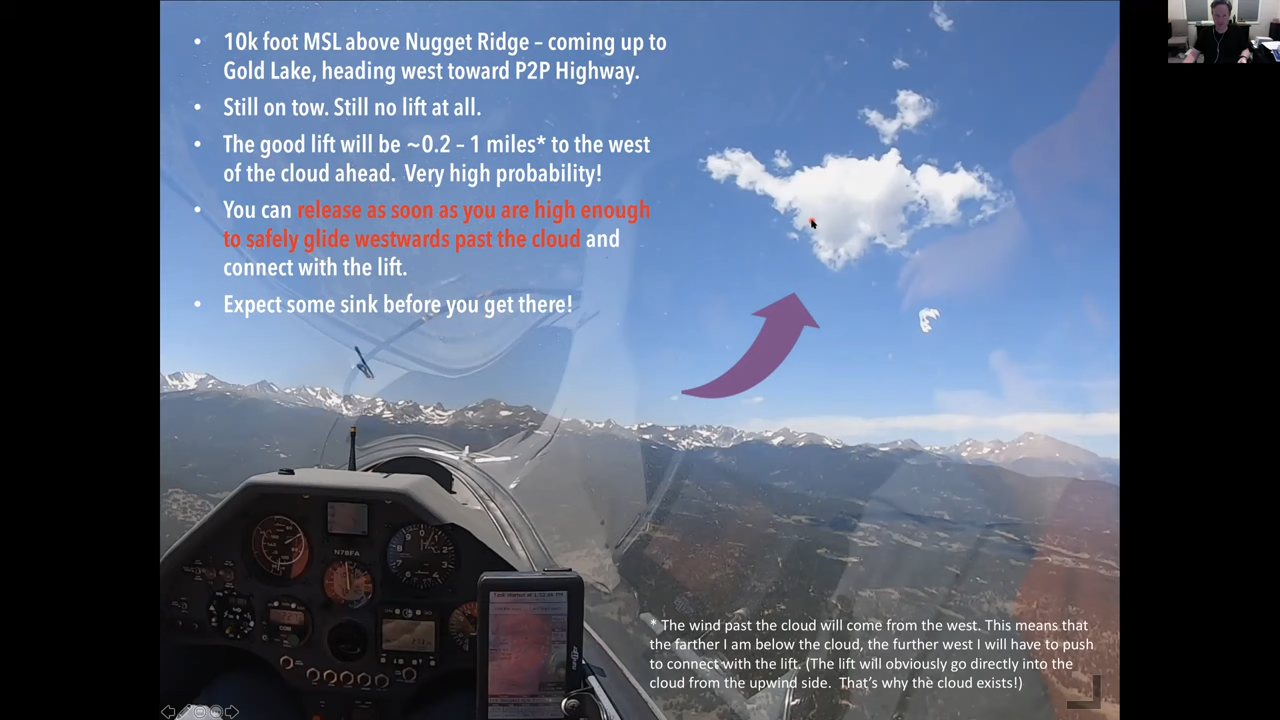 • 10k foot MSL above Nugget Ridge – coming up to
Gold Lake, heading west toward P2P Highway.
• Still on tow. Still no lift at all.
• The good lift will be ~0.2 – 1 miles* to the west
of the cloud ahead.  Very high probability!
• You can release as soon as you are high enough
to safely glide westwards past the cloud and
connect with the lift.
• Expect some sink before you get there!
N78FA
COM
* The wind past the cloud will come from the west. This means that
the farther I am below the cloud, the further west I will have to push
to connect with the lift. (The lift will obviously go directly into the
cloud from the upwind side.  That's why the cloud exists!)